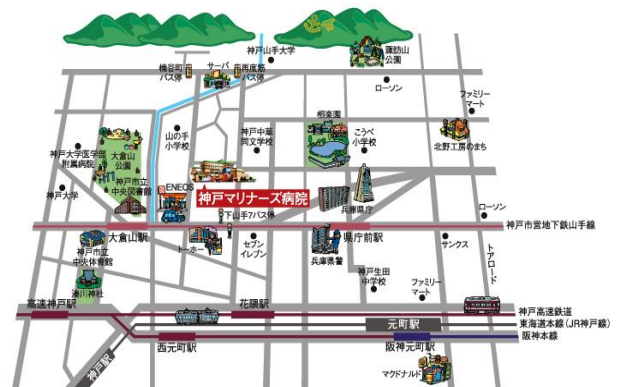 神戸山手大学
諏訪山
公園
楠谷町
バス停
サーバ
再度筋
バス停
ローソン
ファミリー
マート
山の手
小学校
神戸中華
同文学校
相楽園
こうべ
小学校
北野工房のまち
神戸大学医学部
附属病院
大倉山
公園
神戸大学
神戸市立
中央図書館
ENEOS
神戸マリナーズ病院
下山手7バス停
兵庫県庁
ローソン
神戸市営地下鉄山手線
大倉山駅
県庁前駅
神戸市立
中央体育館
トーホー
セブン
イレブン
兵庫県警
サンクス
トアロード
湊川神社
神戸生田
中学校
ファミリー
マート
高速神戸駅
花隈駅
神戸高速鉄道
元町駅
東海道本線(JR神戸線)
西元町駅
阪神元町駅
阪神本線
神戸駅
マクドナルド